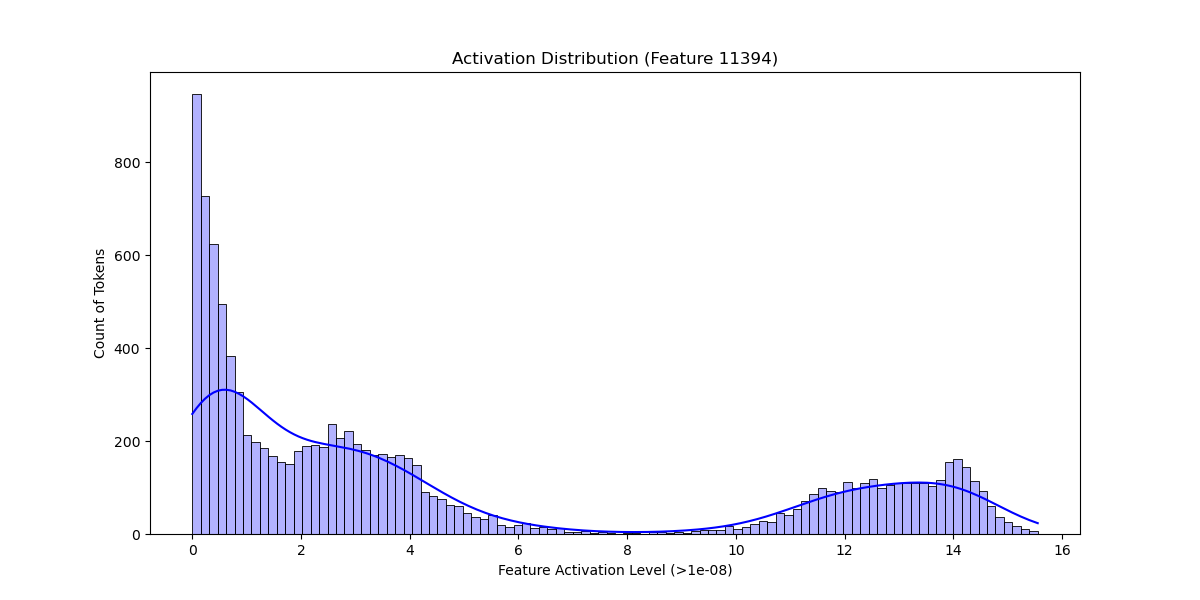 Activation Distribution (Feature 11394)
Count of Tokens
800
600
400
200
0
0 2 4 6 8 10 12 14 16
Feature Activation Level (>1e-08)